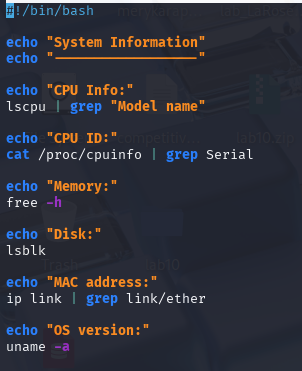 #!/bin/bash
echo "System Information"
echo "——————————————————"
echo "CPU Info:"
lscpu | grep "Model name"
echo "CPU ID:"
cat /proc/cpuinfo | grep Serial
echo "Memory:"
free -h
echo "Disk:"
lsblk
echo "MAC address:"
ip link | grep link/ether
echo "OS version:"
uname -a